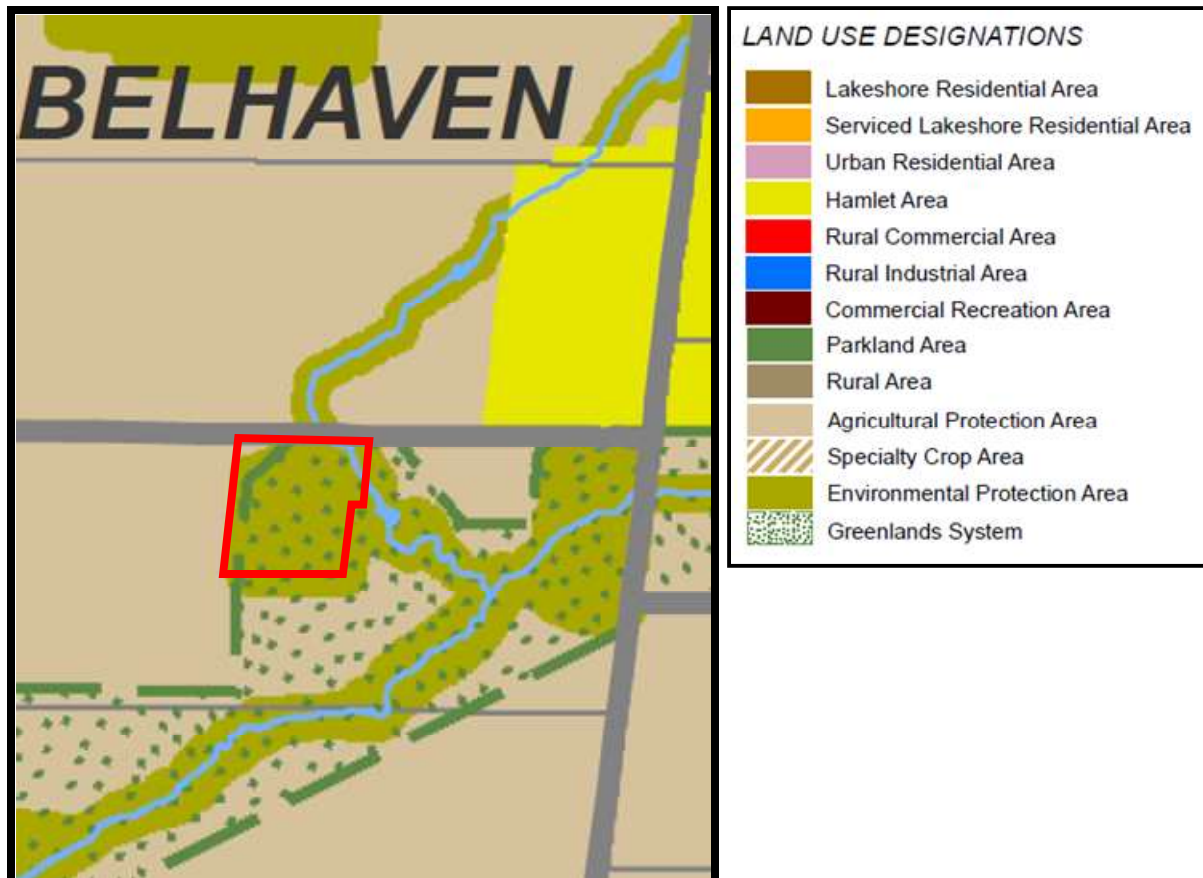 BELHAVEN
LAND USE DESIGNATIONS
Lakeshore Residential Area
Serviced Lakeshore Residential Area
Urban Residential Area
Hamlet Area
Rural Commercial Area
Rural Industrial Area
Commercial Recreation Area
Parkland Area
Rural Area
Agricultural Protection Area
Specialty Crop Area
Environmental Protection Area
Greenlands System